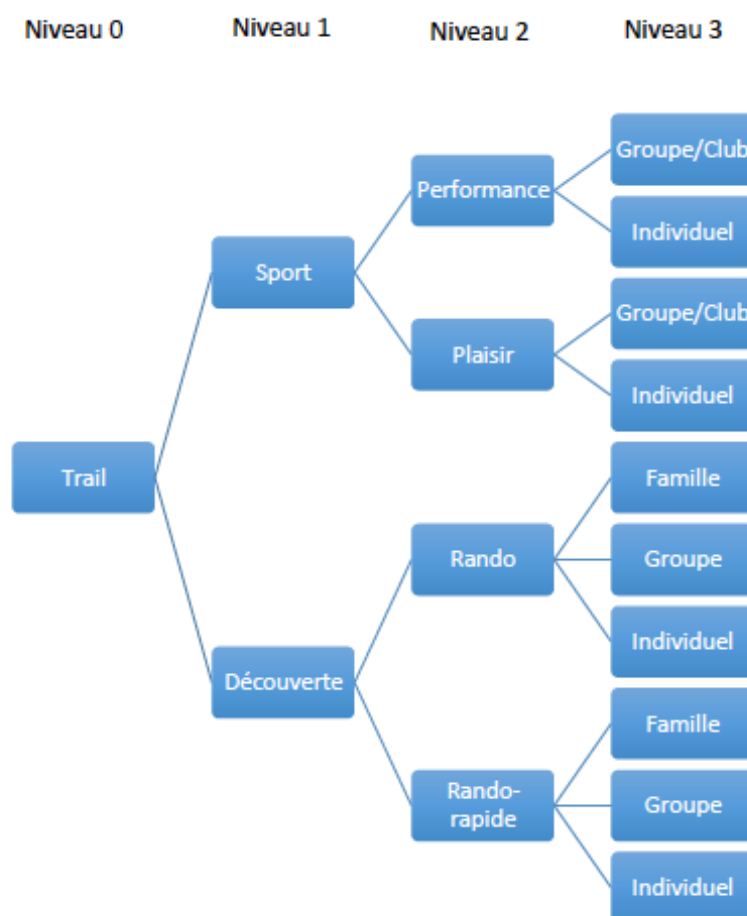 Niveau 0
Niveau 1
Niveau 2
Niveau 3
Groupe/Club
Performance
Individuel
Sport
Groupe/Club
Plaisir
Individuel
Trail
Famille
Rando
Groupe
Individuel
Découverte
Famille
Rando-
rapide
Groupe
Individuel